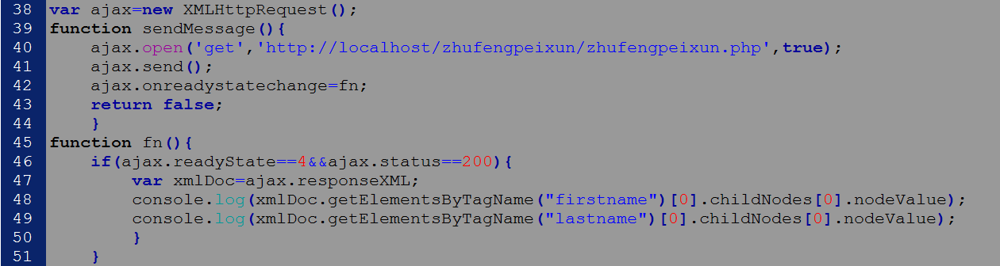 38 var ajax=new XMLHttpRequest();
39 function sendMessage(){
40     ajax.open('get','http://localhost/zhufengpeixun/zhufengpeixun.php',true);
41     ajax.send();
42     ajax.onreadystatechange=fn;
43     return false;
44     }
45 function fn(){
46     if(ajax.readyState==4&&ajax.status==200){
47         var xmlDoc=ajax.responseXML;
48         console.log(xmlDoc.getElementsByTagName("firstname")[0].childNodes[0].nodeValue);
49         console.log(xmlDoc.getElementsByTagName("lastname")[0].childNodes[0].nodeValue);
50         }
51     }